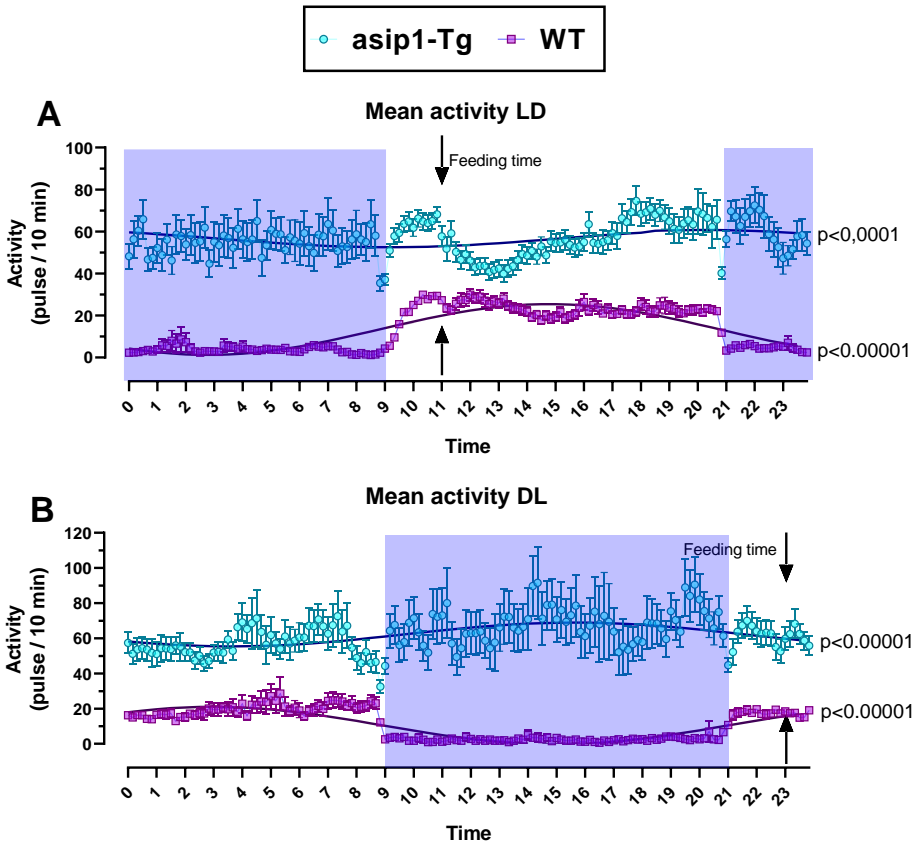 asip1-Tg WT
A
Mean activity LD
Feeding time
Activity
(pulse / 10 min)
100
80
60
40
20
0
p<0,0001
p<0.00001
0 1 2 3 4 5 6 7 8 9 10 11 12 13 14 15 16 17 18 19 20 21 22 23
Time
B
Mean activity DL
Feeding time
Activity
(pulse / 10 min)
120
100
80
60
40
20
0
p<0.00001
p<0.00001
0 1 2 3 4 5 6 7 8 9 10 11 12 13 14 15 16 17 18 19 20 21 22 23
Time